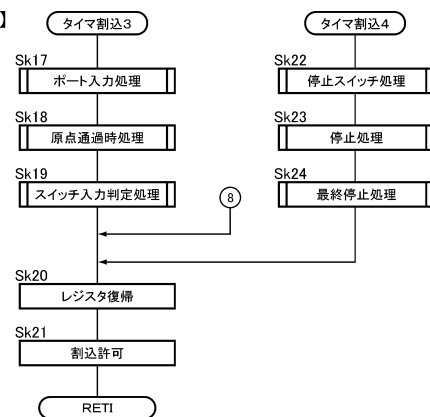 】
タイマ割込3
Sk17
ポート入力処理
Sk18
原点通過時処理
Sk19
スイッチ入力判定処理
8
Sk20
レジスタ復帰
Sk21
割込許可
RETI
タイマ割込4
Sk22
停止スイッチ処理
Sk23
停止処理
Sk24
最終停止処理